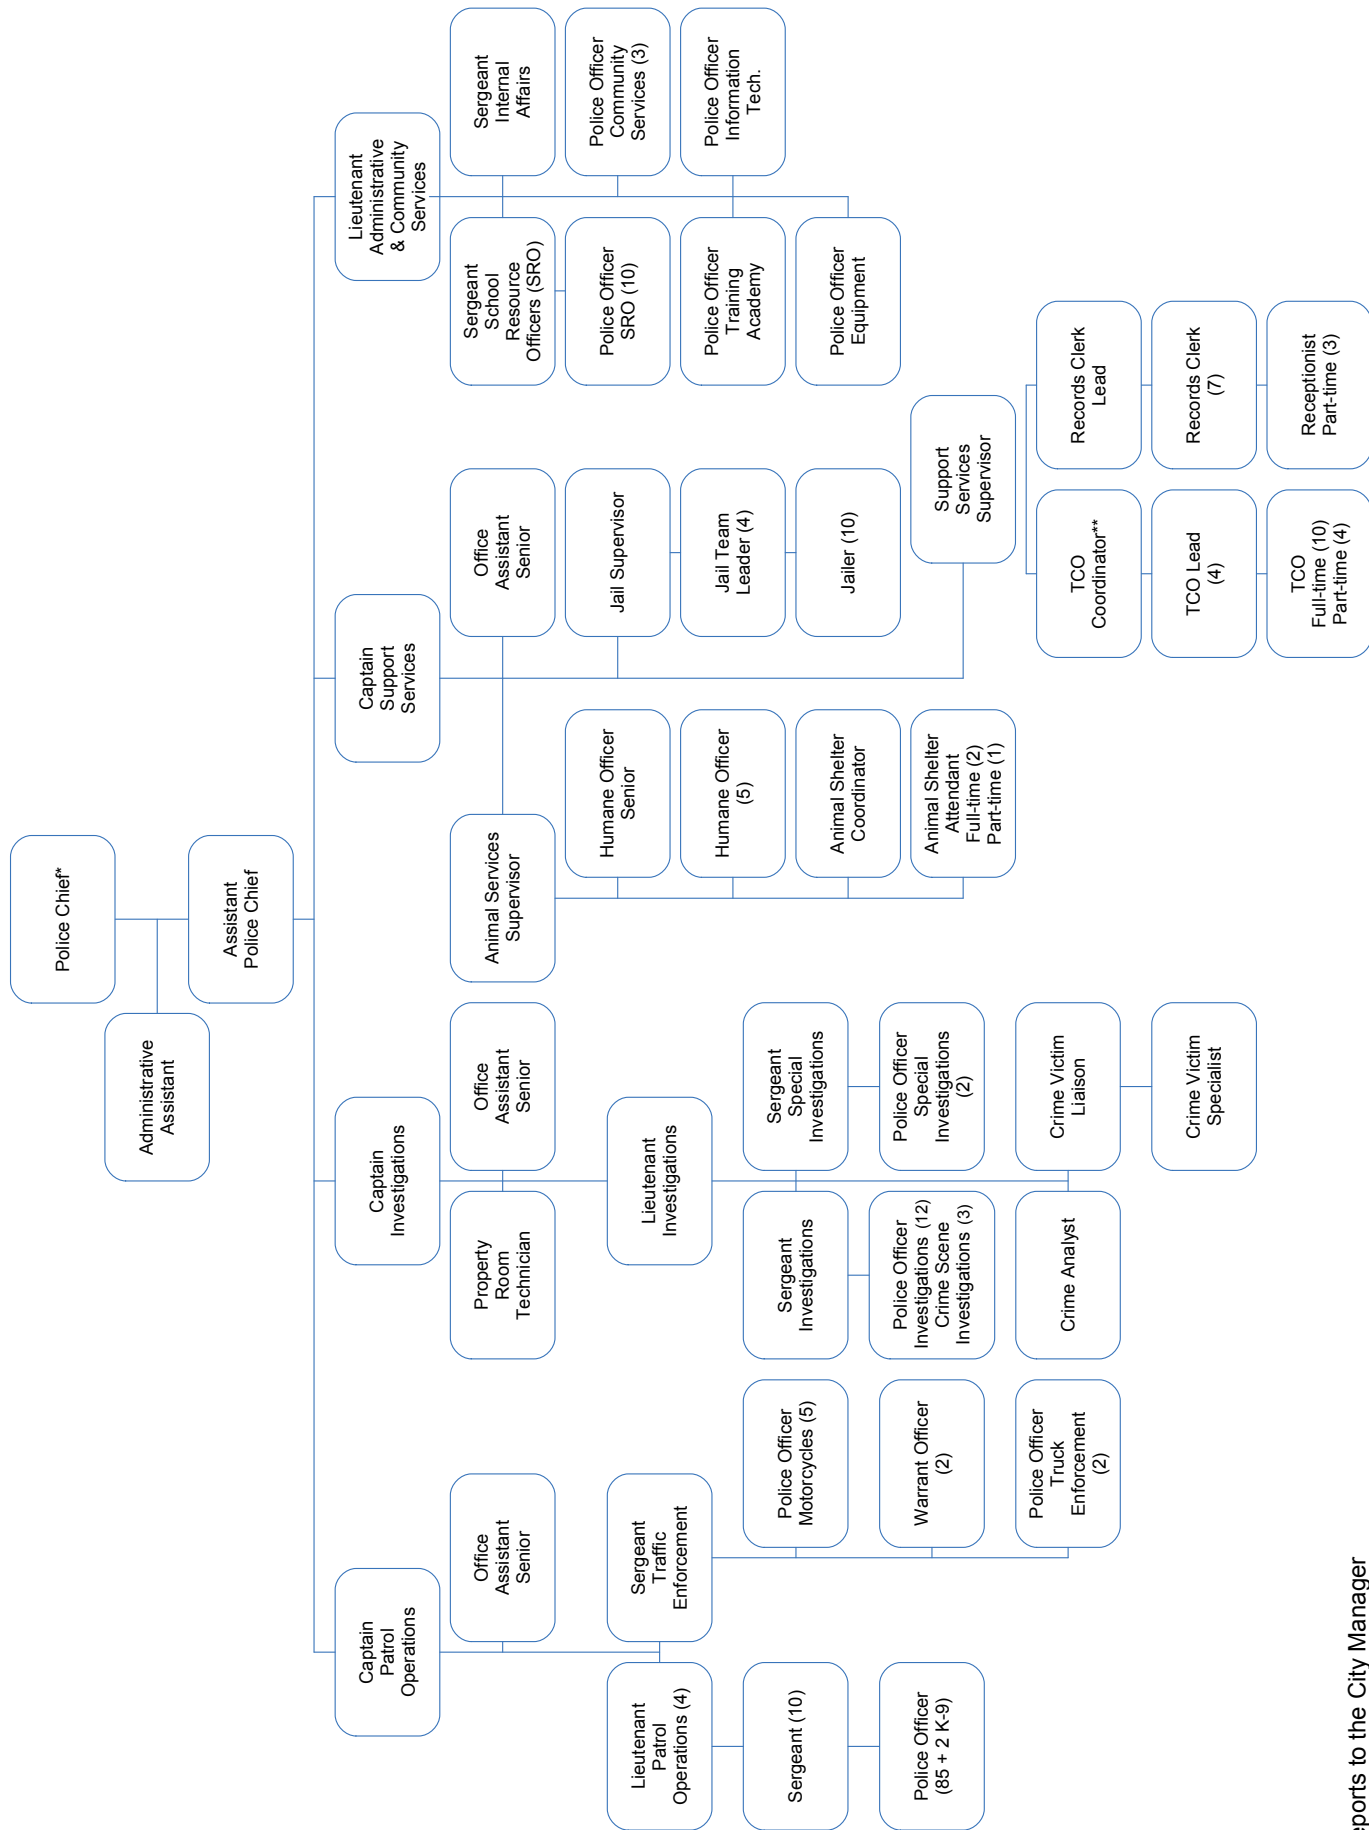 Police Chief*
Administrative
Assistant
Assistant
Police Chief
Captain
Patrol
Operations
Captain
Investigations
Captain
Support
Services
Lieutenant
Administrative
& Community
Services
Office
Assistant
Senior
Lieutenant
Patrol
Operations (4)
Sergeant
Traffic
Enforcement
Sergeant (10)
Police Officer
(85 + 2 K-9)
Police Officer
Motorcycles (5)
Warrant Officer
(2)
Police Officer
Truck
Enforcement
(2)
Property
Room
Technician
Office
Assistant
Senior
Lieutenant
Investigations
Sergeant
Investigations
Sergeant
Special
Investigations
Police Officer
Investigations (12)
Crime Scene
Investigations (3)
Police Officer
Special
Investigations
(2)
Crime Analyst
Crime Victim
Liaison
Crime Victim
Specialist
Animal Services
Supervisor
Office
Assistant
Senior
Humane Officer
Senior
Humane Officer
(5)
Animal Shelter
Coordinator
Animal Shelter
Attendant
Full-time (2)
Part-time (1)
Jail Supervisor
Jail Team
Leader (4)
Jailer (10)
Support
Services
Supervisor
TCO
Coordinator**
TCO Lead
(4)
TCO
Full-time (10)
Part-time (4)
Records Clerk
Lead
Records Clerk
(7)
Receptionist
Part-time (3)
Sergeant
School
Resource
Officers (SRO)
Sergeant
Internal
Affairs
Police Officer
SRO (10)
Police Officer
Community
Services (3)
Police Officer
Training
Academy
Police Officer
Information
Tech.
Police Officer
Equipment
to the City Manager